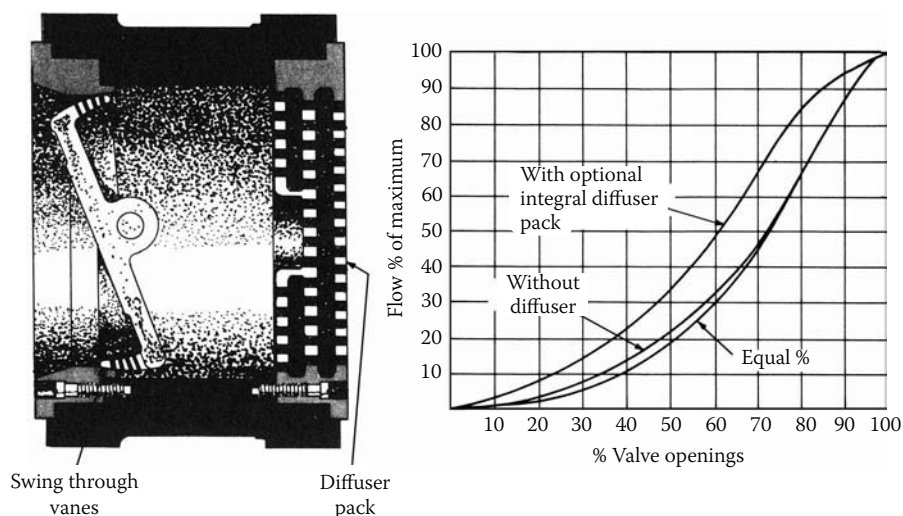 Swing through
vanes
Diffuser
pack
Flow % of maximum
100
90
80
70
60
50
40
30
20
10
With optional
integral diffuser
pack
Without
diffuser
Equal %
10 20 30 40 50 60 70 80 90 100
% Valve openings